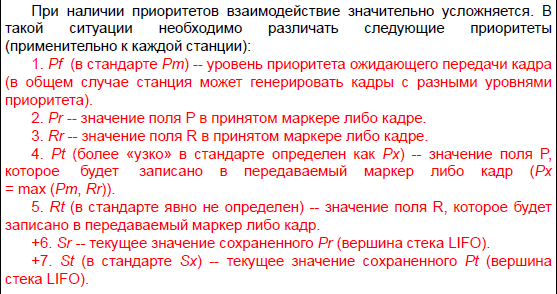 При наличии приоритетов взаимодействие значительно усложняется. В
такой ситуации необходимо различать следующие приоритеты
(применительно к каждой станции):
1. Pf (в стандарте Pm) -- уровень приоритета ожидающего передачи кадра
(в общем случае станция может генерировать кадры с разными уровнями
приоритета).
2. Pr -- значение поля P в принятом маркере либо кадре.
3. Rr -- значение поля R в принятом маркере либо кадре.
4. Pt (более «узко» в стандарте определен как Px) -- значение поля P,
которое будет записано в передаваемый маркер либо кадр (Px
= max (Pm, Rr)).
5. Rt (в стандарте явно не определен) -- значение поля R, которое будет
записано в передаваемый маркер либо кадр.
+6. Sr -- текущее значение сохраненного Pr (вершина стека LIFO).
+7. St (в стандарте Sx) -- текущее значение сохраненного Pt (вершина
стека LIFO).